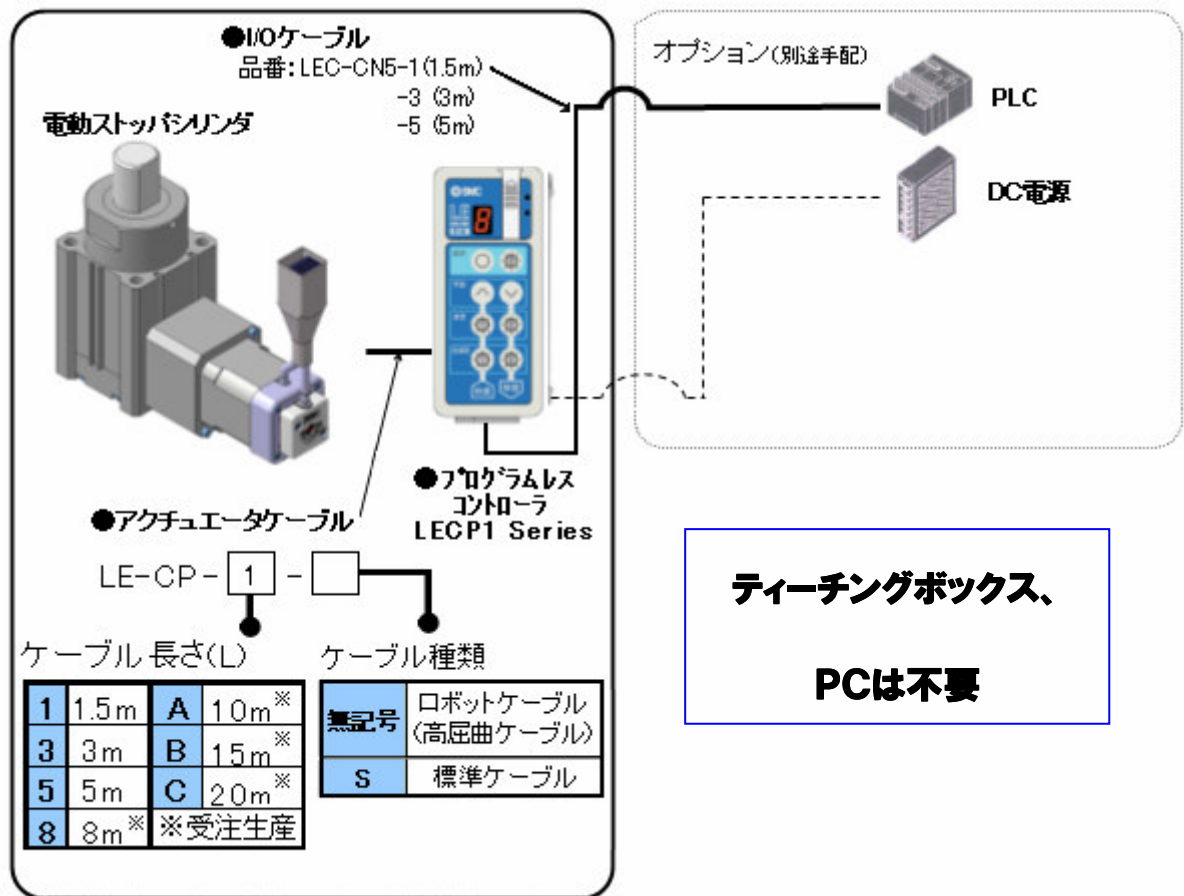 ●I/Oケーブル
品番:LEC-CN5-1(1.5m)
-3 (3m)
-5 (5m)
電動ストッパシリンダ
SMC
8
オプション(別途手配)
PLC
DC電源
●プログラムレス
コントローラ
LECP1 Series
●アクチュエータケーブル
LE-CP- 1 -
ケーブル長さ(L)
1 1.5m A 10m※
3 3m B 15m※
5 5m C 20m※
8 8m※ ※受注生産
ケーブル種類
無記号 ロボットケーブル
(高屈曲ケーブル)
S 標準ケーブル
ティーチングボックス、
PCは不要